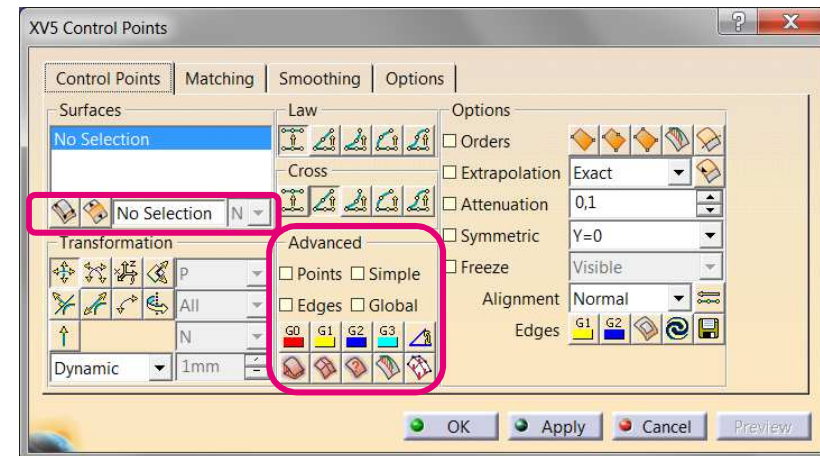 XV5 Control Points
Control Points Matching Smoothing Options
Surfaces Law Options
No Selection
Orders
Cross
Extrapolation Exact
No Selection N
Attenuation 0,1
Transformation Advanced
Symmetric Y=0
P
Points Simple
Freeze Visible
All
Edges Global
Alignment Normal
N
G0 G1 G2 G3
Edges G1 G2
Dynamic 1mm
OK Apply Cancel Preview